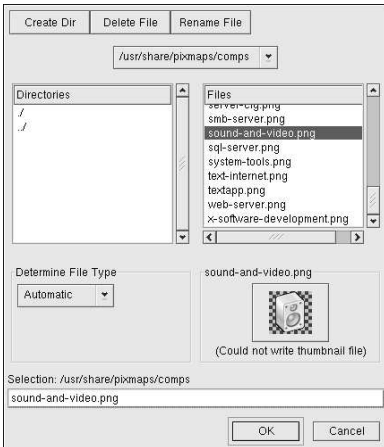 Create Dir Delete File Rename File
/usr/share/pixmaps/comps
Directories
./
../
Files
server-cfg.png
smb-server.png
sound-and-video.png
sql-server.png
system-tools.png
text-internet.png
textapp.png
web-server.png
x-software-development.png
Determine File Type
Automatic
sound-and-video.png
(Could not write thumbnail file)
Selection: /usr/share/pixmaps/comps
sound-and-video.png
OK Cancel